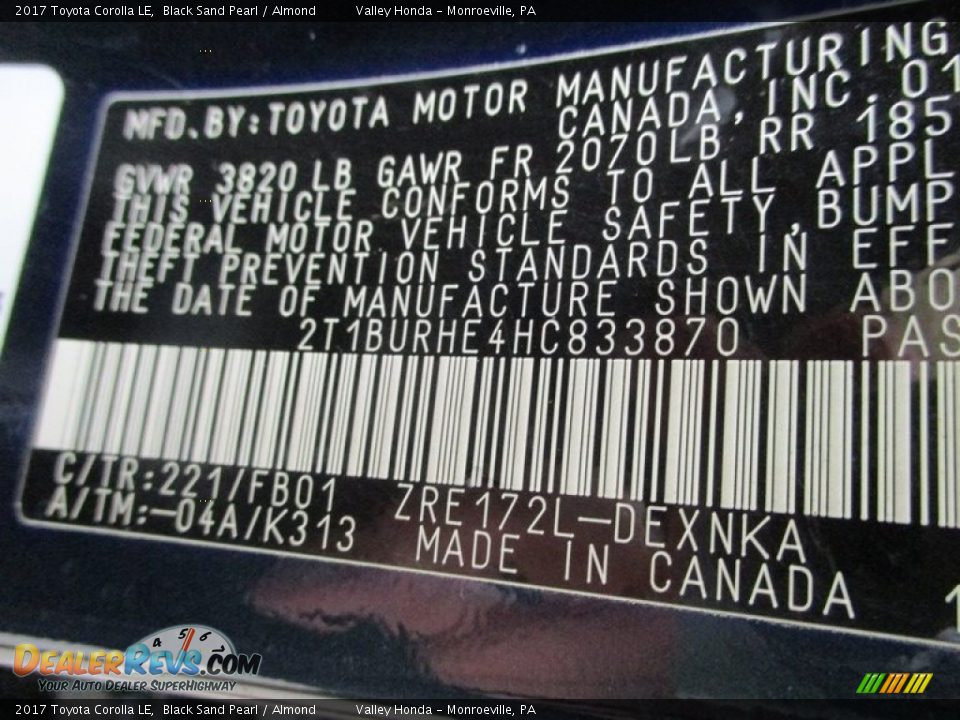 2017 Toyota Corolla LE, Black Sand Pearl / Almond Valley Honda - Monroeville, PA
MFD.BY:TOYOTA MOTOR MANUFACTURING
CANADA, INC. 01
GVWR 3820 LB GAWR FR 2070LB RR 185
THIS VEHICLE CONFORMS TO ALL APPL
FEDERAL MOTOR VEHICLE SAFETY, BUMP
THEFT PREVENTION STANDARDS IN EFF
THE DATE OF MANUFACTURE SHOWN ABO
2T1BURHE4HC833870 PAS
C/TR:221/FB01 ZRE172L-DEXNKA
A/TM:-04A/K313 MADE IN CANADA
4 5 6
DEALERREVS.COM
YOUR AUTO DEALER SUPERHIGHWAY
2017 Toyota Corolla LE, Black Sand Pearl / Almond Valley Honda - Monroeville, PA